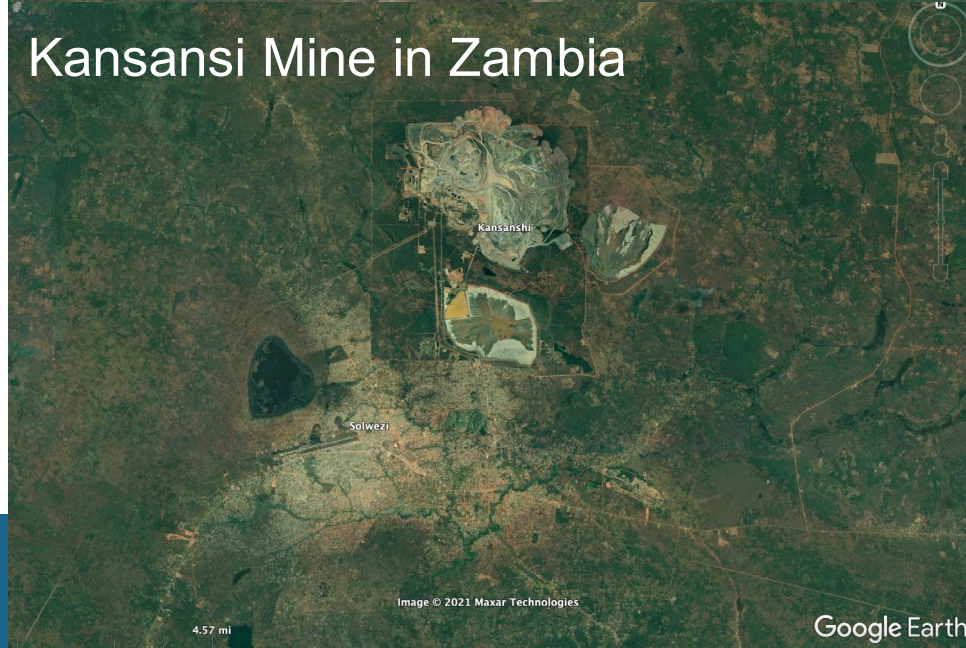 Kansansi Mine in Zambia
N
Kansanshi
Solwezi
Image © 2021 Maxar Technologies
4.57 mi
Google Earth